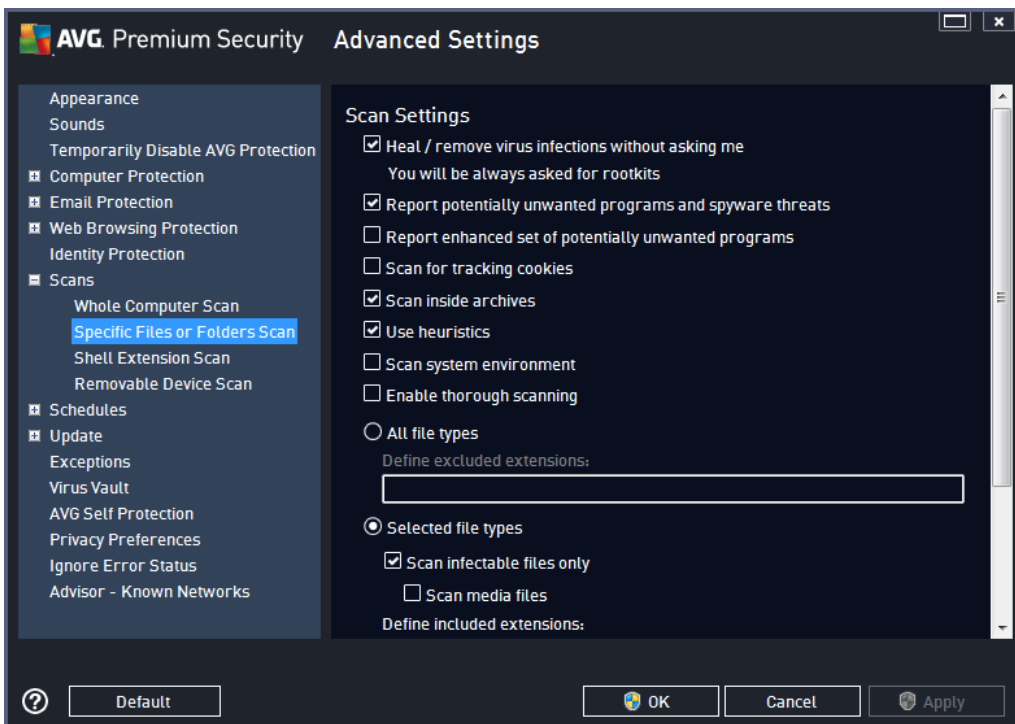 AVG. Premium Security
Advanced Settings
Appearance
Sounds
Temporarily Disable AVG Protection
Computer Protection
Email Protection
Web Browsing Protection
Identity Protection
Scans
Whole Computer Scan
Specific Files or Folders Scan
Shell Extension Scan
Removable Device Scan
Schedules
Update
Exceptions
Virus Vault
AVG Self Protection
Privacy Preferences
Ignore Error Status
Advisor - Known Networks
Scan Settings
Heal / remove virus infections without asking me
You will be always asked for rootkits
Report potentially unwanted programs and spyware threats
Report enhanced set of potentially unwanted programs
Scan for tracking cookies
Scan inside archives
Use heuristics
Scan system environment
Enable thorough scanning
All file types
Define excluded extensions:
Selected file types
Scan infectable files only
Scan media files
Define included extensions:
Default
OK
Cancel
Apply